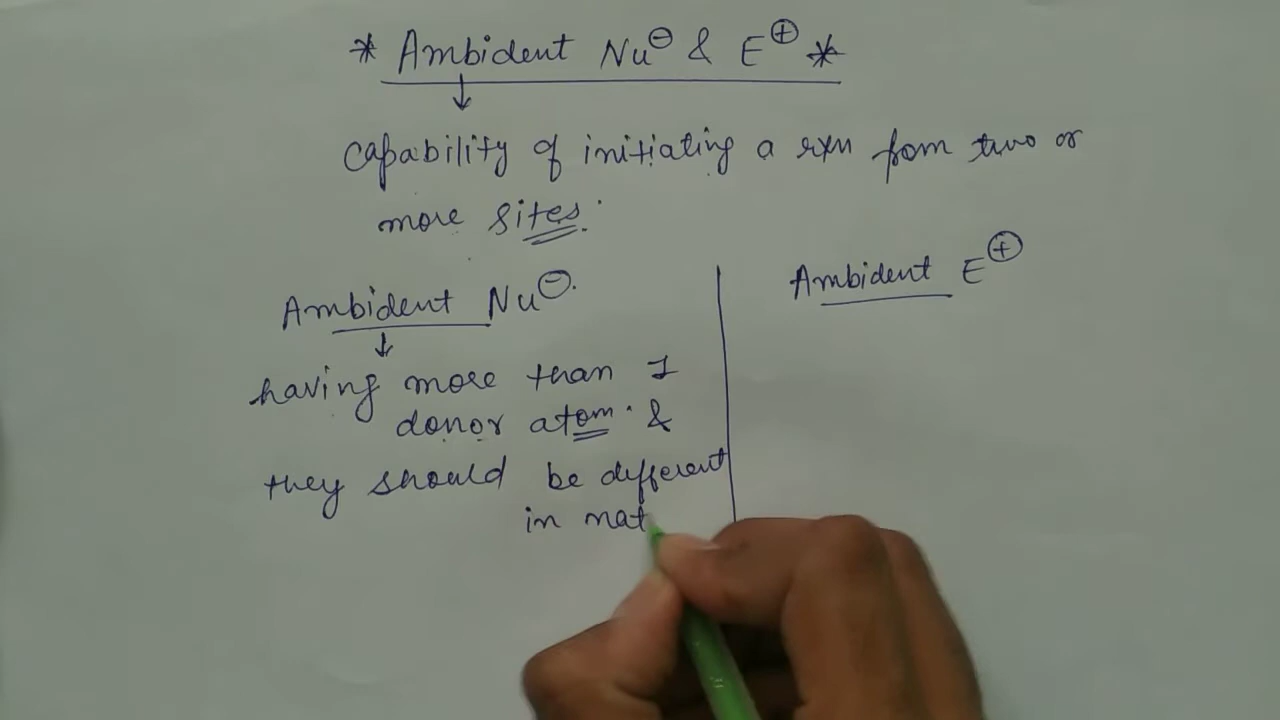 * Ambident Nu⊖ & E⊕ *
↓
capability of initiating a rxn from two or
more sites.
Ambident Nu⊖.
↓
having more than 1
donor atom. &
they should be different
in nat
Ambident E⊕